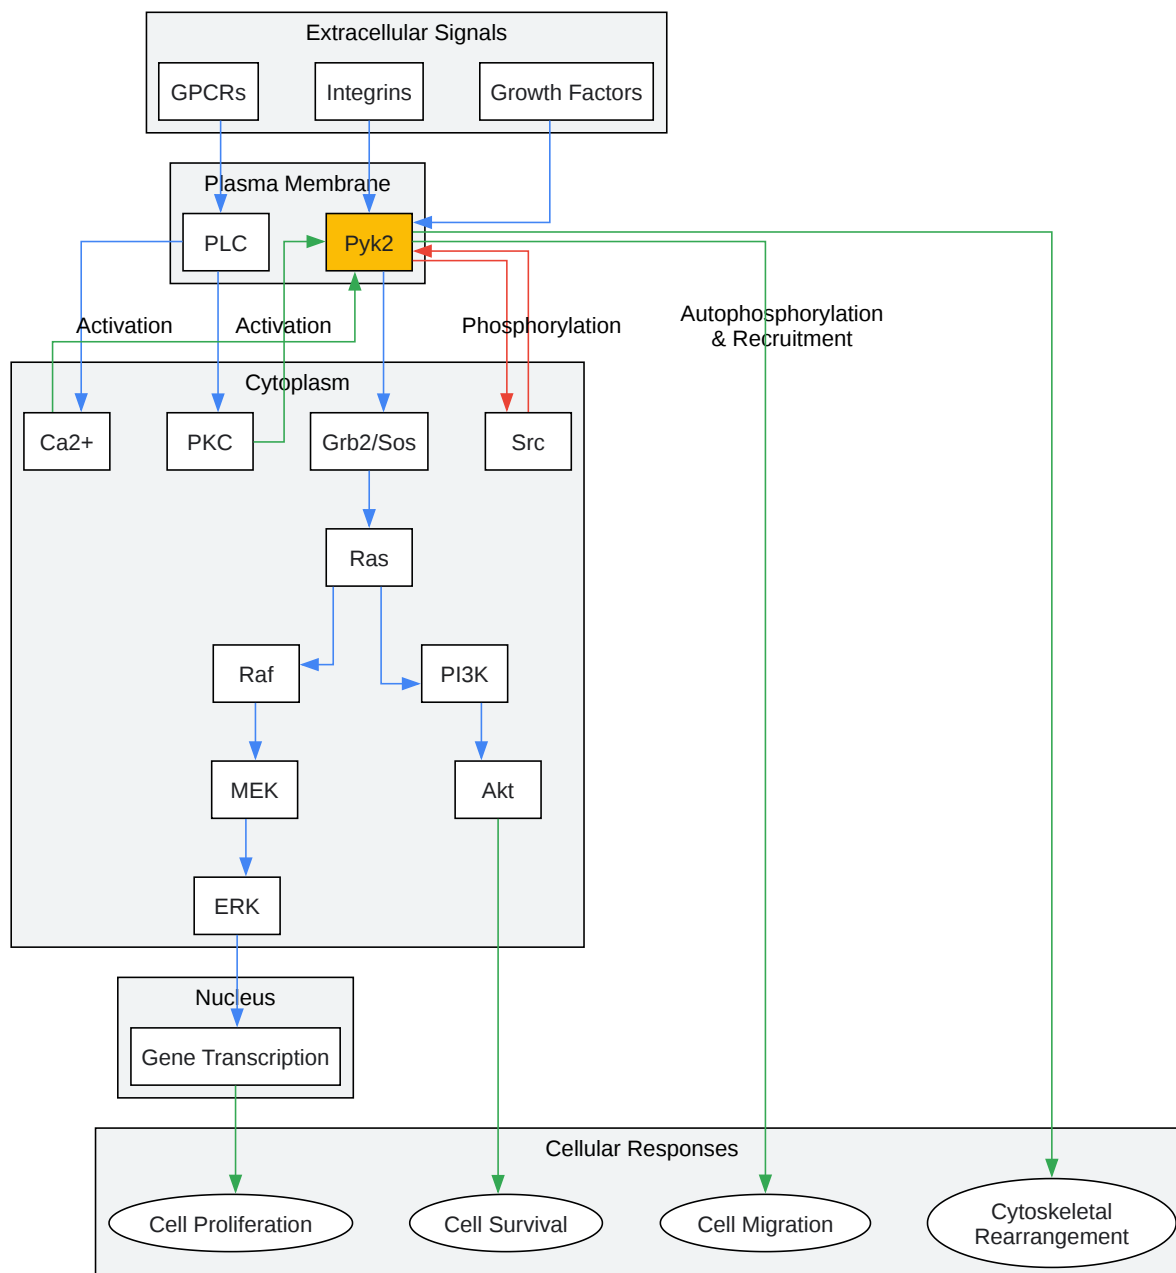 Extracellular Signals
GPCRs
Integrins
Growth Factors
Plasma Membrane
PLC
Pyk2
Activation
Activation
Phosphorylation
Autophosphorylation
& Recruitment
Cytoplasm
Ca2+
PKC
Grb2/Sos
Src
Ras
Raf
PI3K
MEK
Akt
ERK
Nucleus
Gene Transcription
Cellular Responses
Cell Proliferation
Cell Survival
Cell Migration
Cytoskeletal
Rearrangement